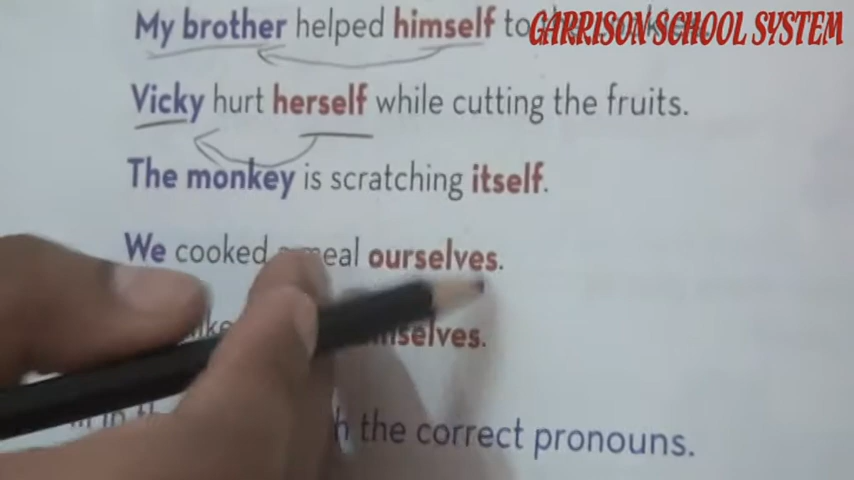 My brother helped himself to
GARRISON SCHOOL SYSTEM
Vicky hurt herself while cutting the fruits.
The monkey is scratching itself.
We cooked a meal ourselves.
the correct pronouns.